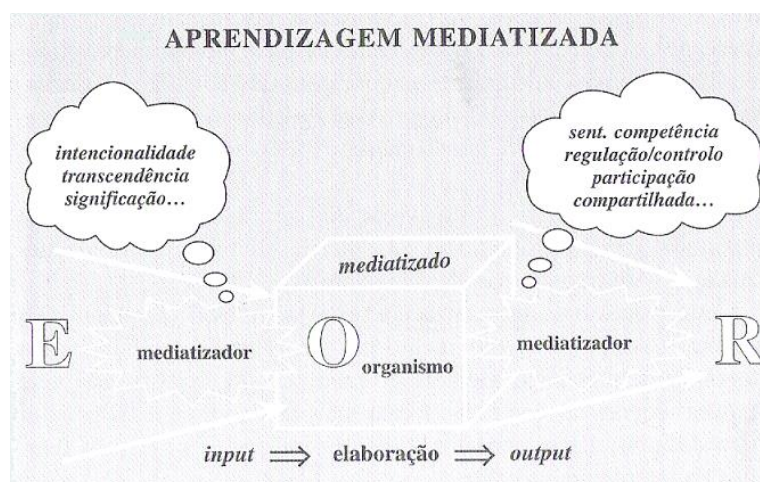 APRENDIZAGEM MEDIATIZADA
intencionalidade
transcendência
significação...
sent. competência
regulação/controlo
participação
compartilhada...
mediatizado
E mediatizador O organismo mediatizador R
input ⇒ elaboração ⇒ output